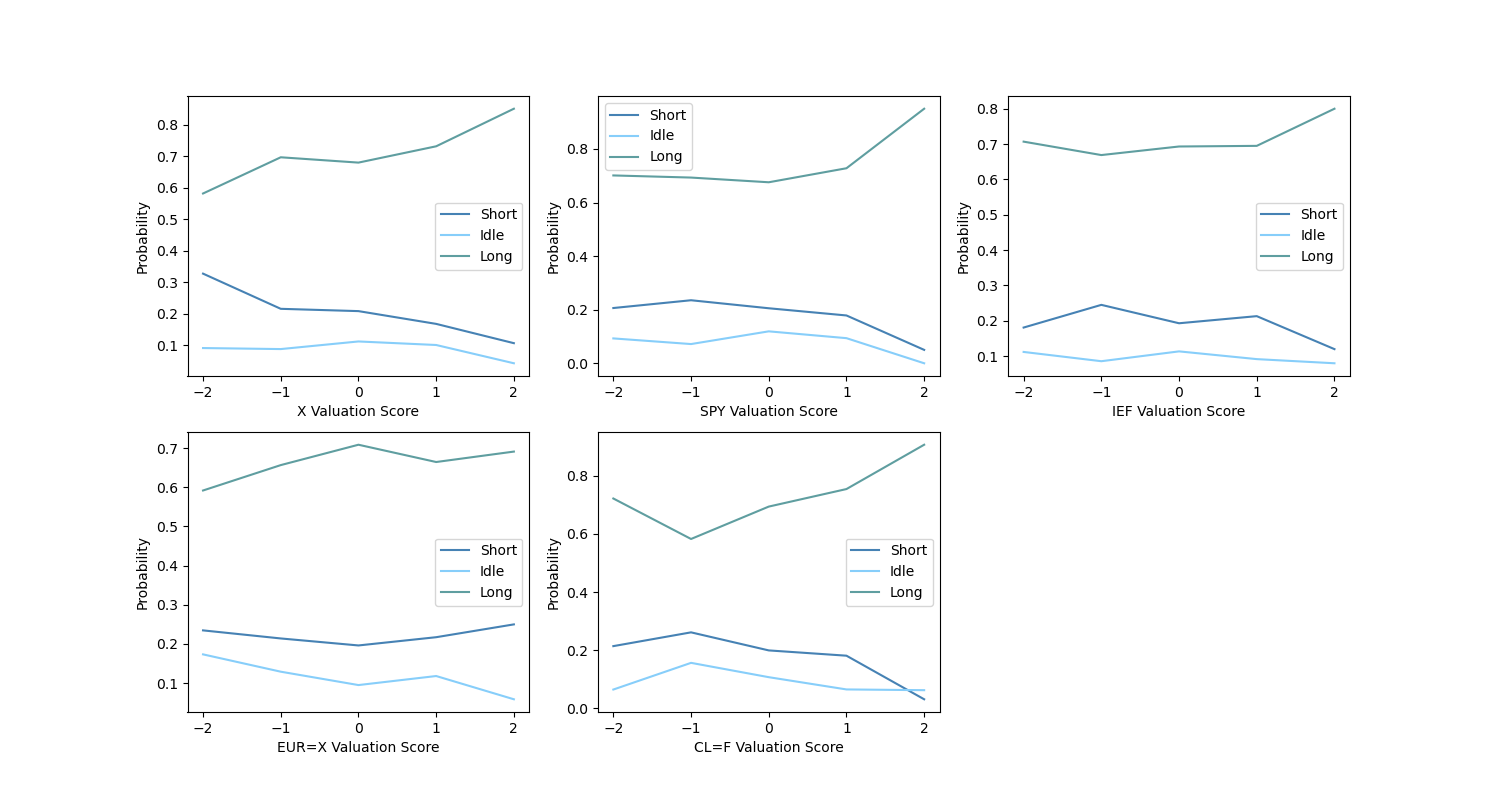 0.8
0.7
0.6
0.5
0.4
0.3
0.2
0.1
Probability
Short
Idle
Long
−2 −1 0 1 2
X Valuation Score
0.8
0.6
0.4
0.2
0.0
Probability
Short
Idle
Long
−2 −1 0 1 2
SPY Valuation Score
0.8
0.7
0.6
0.5
0.4
0.3
0.2
0.1
Probability
Short
Idle
Long
−2 −1 0 1 2
IEF Valuation Score
0.7
0.6
0.5
0.4
0.3
0.2
0.1
Probability
Short
Idle
Long
−2 −1 0 1 2
EUR=X Valuation Score
0.8
0.6
0.4
0.2
0.0
Probability
Short
Idle
Long
−2 −1 0 1 2
CL=F Valuation Score